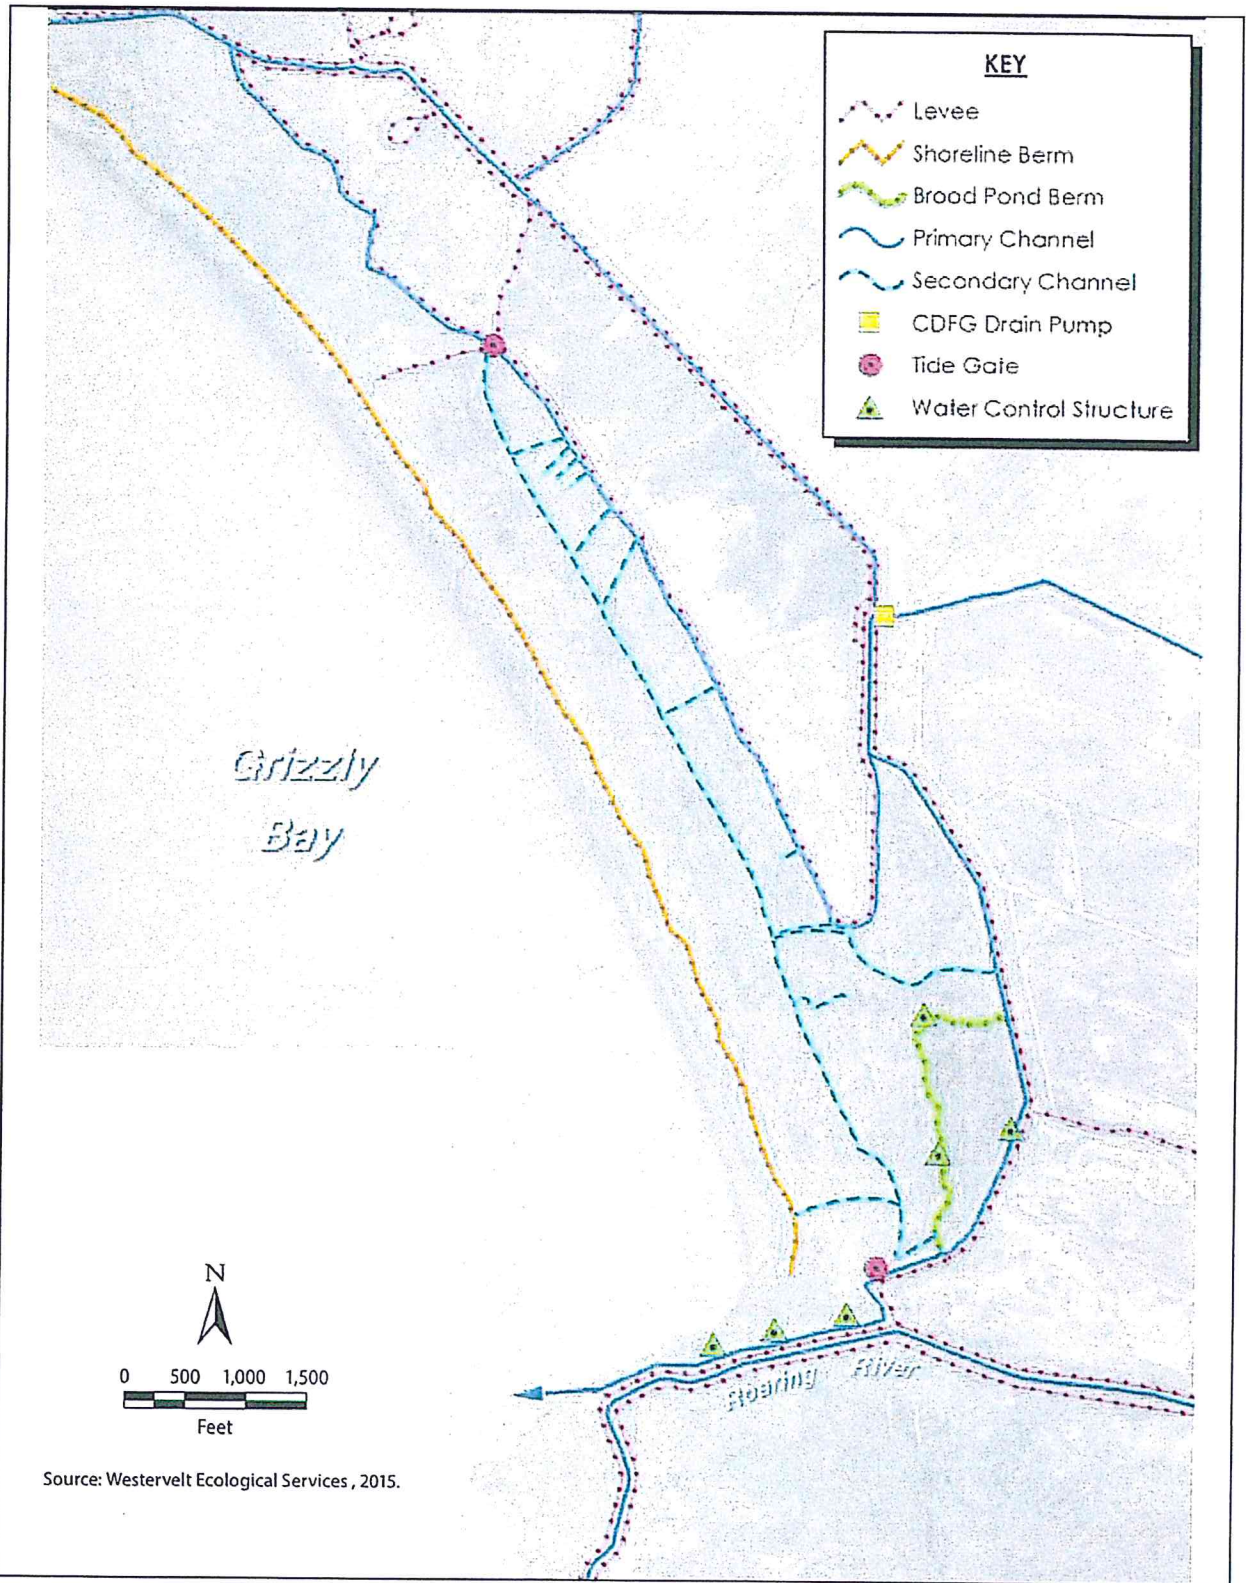 KEY
Levee
Shoreline Berm
Brood Pond Berm
Primary Channel
Secondary Channel
CDFG Drain Pump
Tide Gate
Water Control Structure
Grizzly
Bay
N
0 500 1,000 1,500
Feet
Roaring River
Source: Westervelt Ecological Services, 2015.